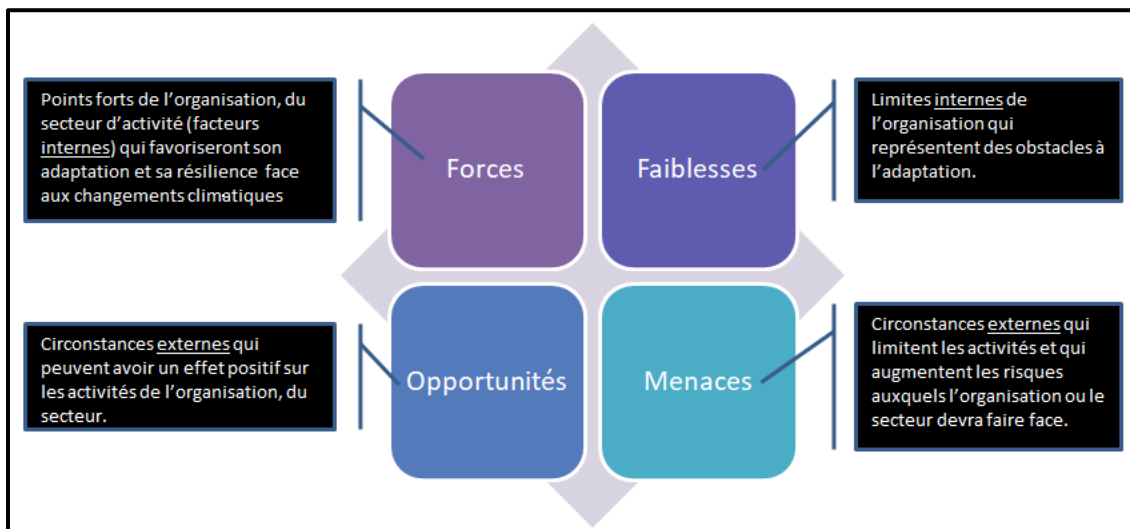 Points forts de l'organisation, du
secteur d'activité (facteurs
internes) qui favoriseront son
adaptation et sa résilience face
aux changements climatiques
Forces
Faiblesses
Limites internes de
l'organisation qui
représentent des obstacles à
l'adaptation.
Circonstances externes qui
peuvent avoir un effet positif sur
les activités de l'organisation, du
secteur.
Opportunités
Menaces
Circonstances externes qui
limitent les activités et qui
augmentent les risques
auxquels l'organisation ou le
secteur devra faire face.